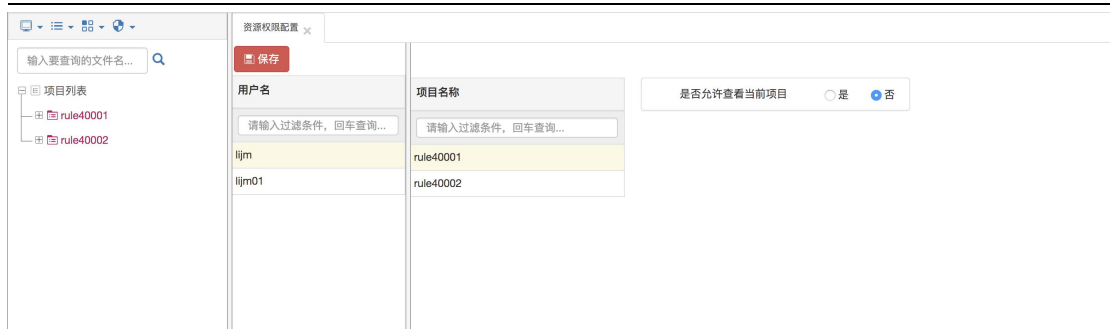 资源权限配置
输入要查询的文件名...
保存
项目列表
rule40001
rule40002
用户名
请输入过滤条件，回车查询...
lijm
lijm01
项目名称
请输入过滤条件，回车查询...
rule40001
rule40002
是否允许查看当前项目 是 否